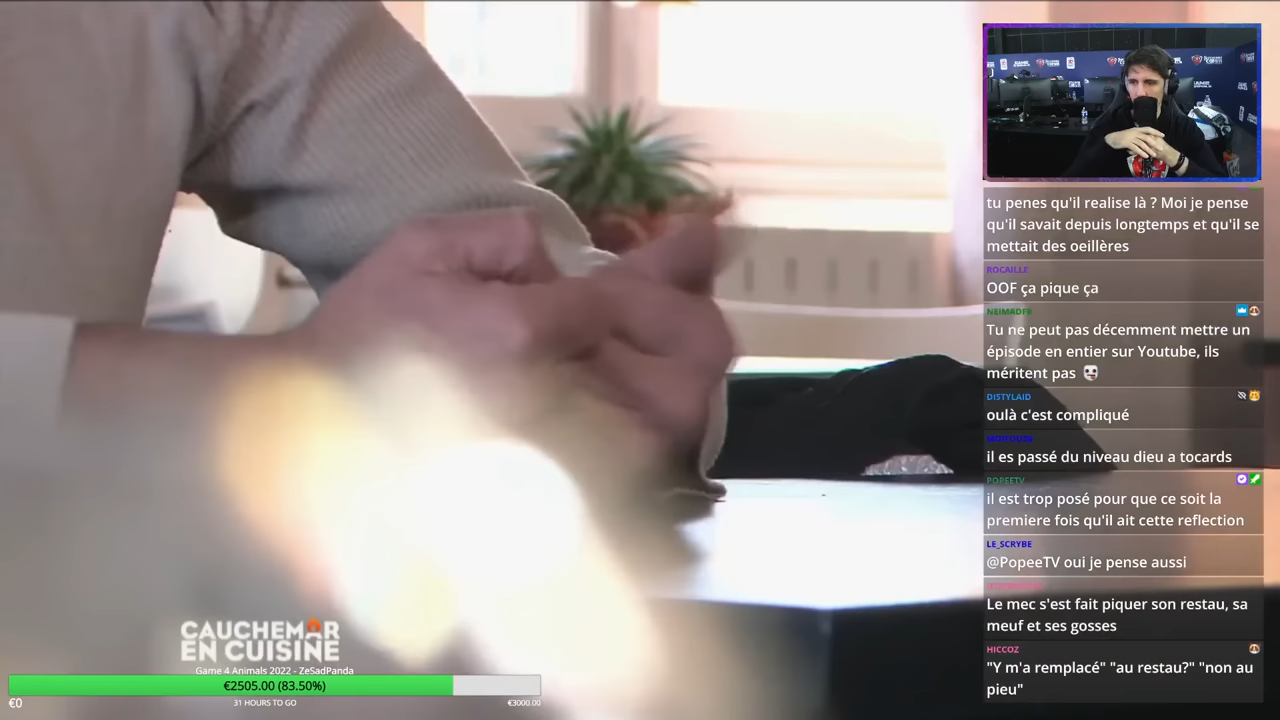 tu penes qu'il realise là ? Moi je pense
qu'il savait depuis longtemps et qu'il se
mettait des oeillères
ROCAILLE
OOF ça pique ça
NEIMADFR
Tu ne peut pas décemment mettre un
épisode en entier sur Youtube, ils
méritent pas
DISTYLAID
oulà c'est compliqué
il es passé du niveau dieu a tocards
POPEETV
il est trop posé pour que ce soit la
premiere fois qu'il ait cette reflection
LE_SCRYBE
@PopeeTV oui je pense aussi
Le mec s'est fait piquer son restau, sa
meuf et ses gosses
HICCOZ
"Y m'a remplacé" "au restau?" "non au
pieu"
CAUCHEMAR
EN CUISINE
Game 4 Animals 2022 - ZeSadPanda
€2505.00 (83.50%)
€0
31 HOURS TO GO
€3000.00